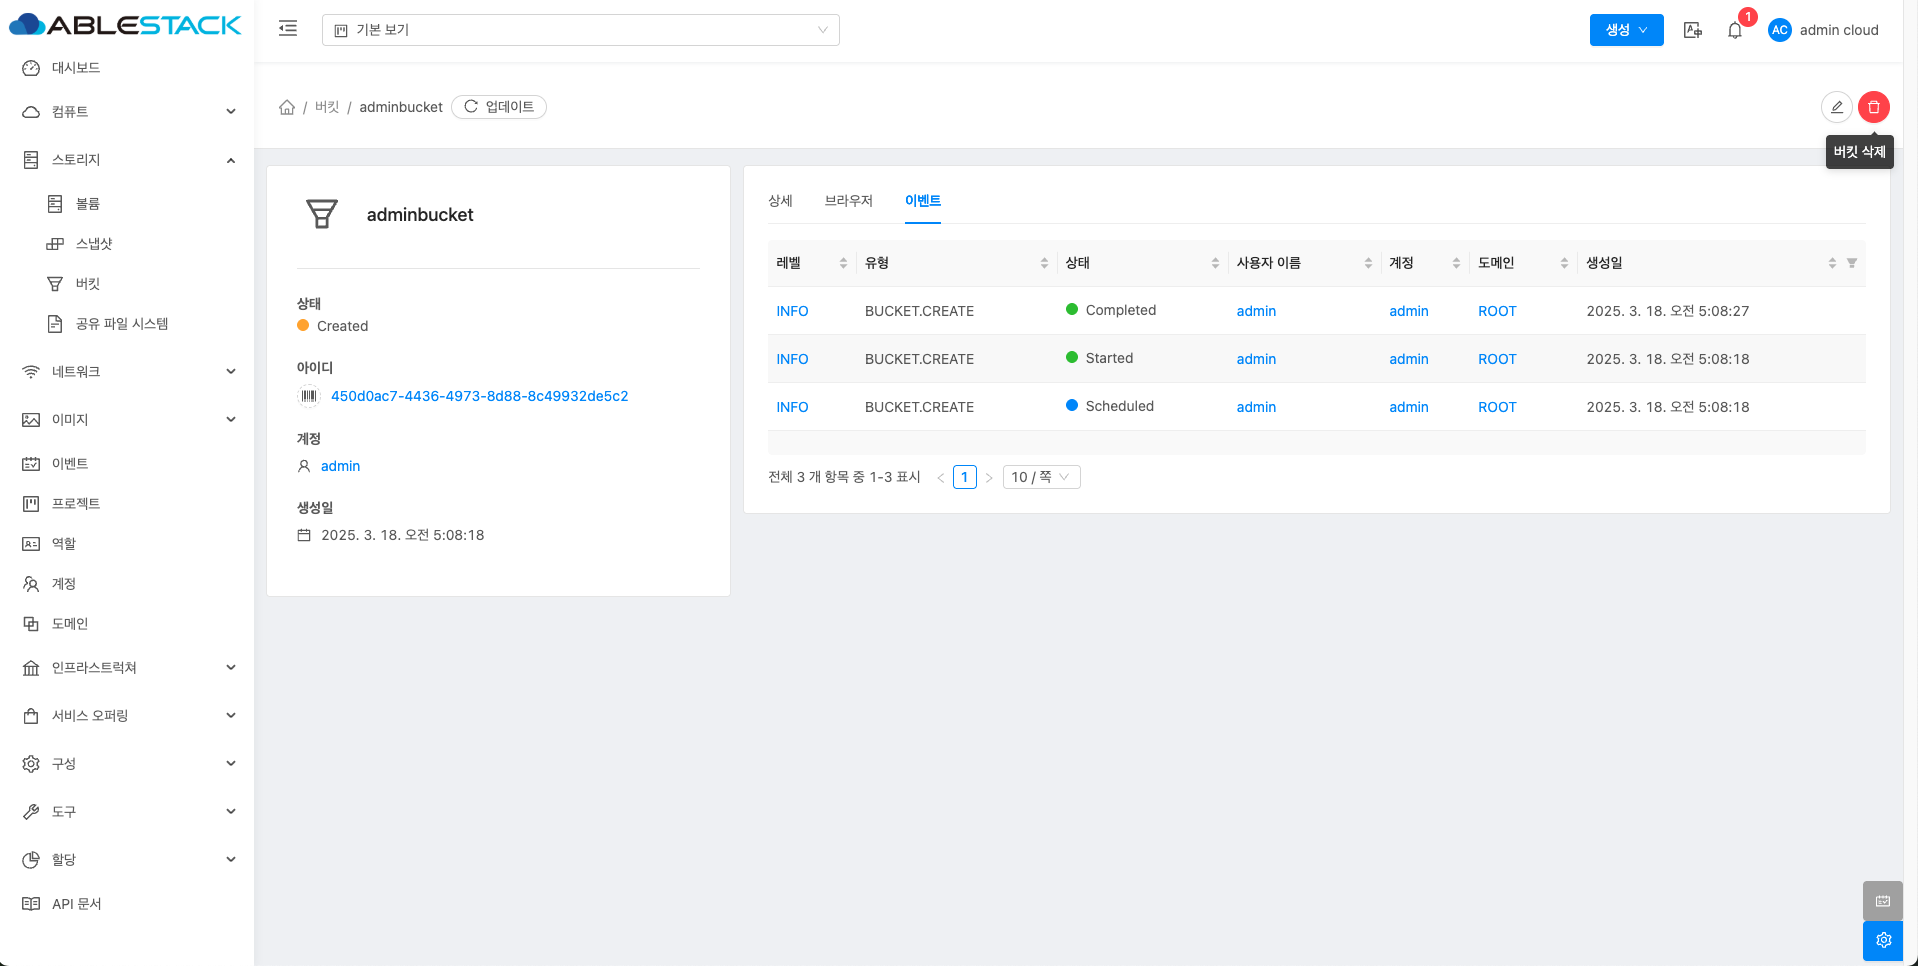 ABLESTACK
기본 보기
생성
1
AC
admin cloud
대시보드
컴퓨트
스토리지
볼륨
스냅샷
버킷
공유 파일 시스템
네트워크
이미지
이벤트
프로젝트
역할
계정
도메인
인프라스트럭쳐
서비스 오퍼링
구성
도구
할당
API 문서
/ 버킷 / adminbucket
업데이트
버킷 삭제
adminbucket
상태
Created
아이디
450d0ac7-4436-4973-8d88-8c49932de5c2
계정
admin
생성일
2025. 3. 18. 오전 5:08:18
상세 브라우저 이벤트
레벨 유형 상태 사용자 이름 계정 도메인 생성일
INFO BUCKET.CREATE Completed admin admin ROOT 2025. 3. 18. 오전 5:08:27
INFO BUCKET.CREATE Started admin admin ROOT 2025. 3. 18. 오전 5:08:18
INFO BUCKET.CREATE Scheduled admin admin ROOT 2025. 3. 18. 오전 5:08:18
전체 3 개 항목 중 1-3 표시 < 1 > 10 / 쪽